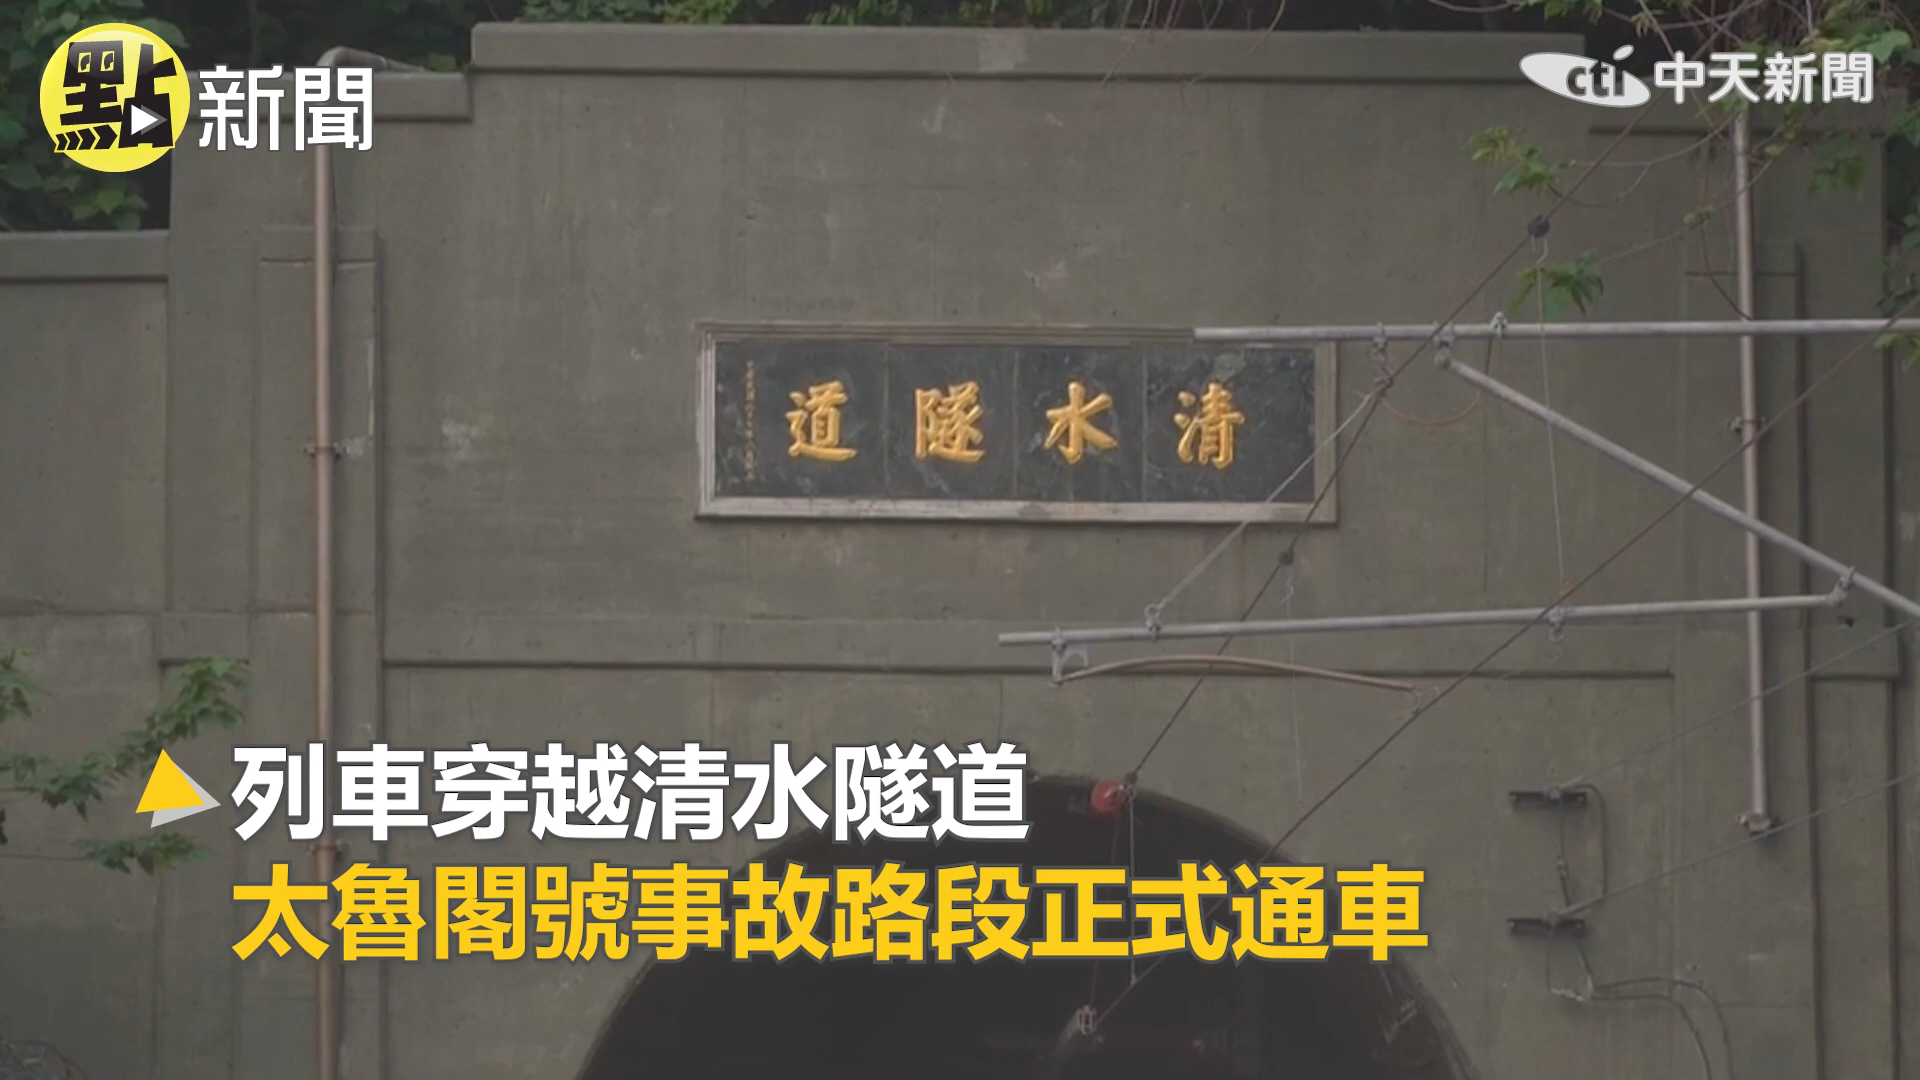 點新聞
cti 中天新聞
道隧水清
列車穿越清水隧道
太魯閣號事故路段正式通車